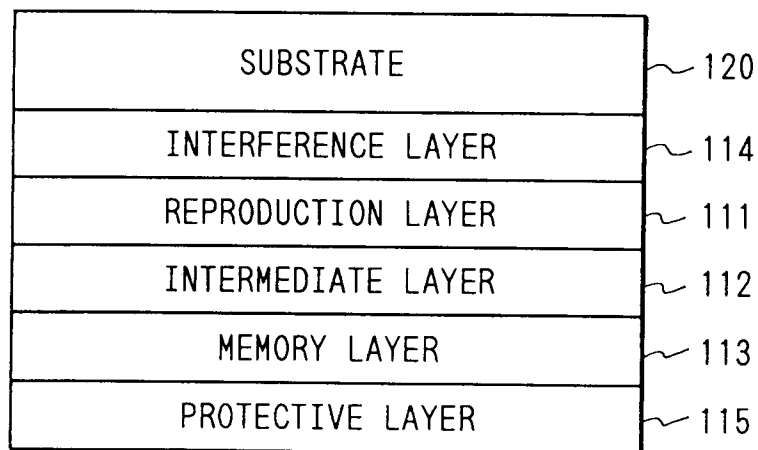 SUBSTRATE 120
INTERFERENCE LAYER 114
REPRODUCTION LAYER 111
INTERMEDIATE LAYER 112
MEMORY LAYER 113
PROTECTIVE LAYER 115